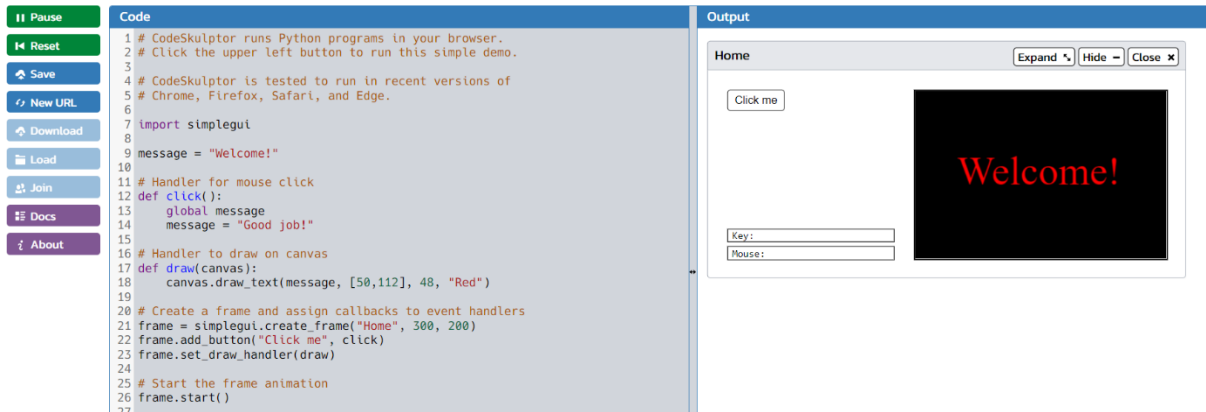 Pause
Reset
Save
New URL
Download
Load
Join
Docs
About
Code
1 # CodeSkulptor runs Python programs in your browser.
2 # Click the upper left button to run this simple demo.
3
4 # CodeSkulptor is tested to run in recent versions of
5 # Chrome, Firefox, Safari, and Edge.
6
7 import simplegui
8
9 message = "Welcome!"
10
11 # Handler for mouse click
12 def click():
13     global message
14     message = "Good job!"
15
16 # Handler to draw on canvas
17 def draw(canvas):
18     canvas.draw_text(message, [50,112], 48, "Red")
19
20 # Create a frame and assign callbacks to event handlers
21 frame = simplegui.create_frame("Home", 300, 200)
22 frame.add_button("Click me", click)
23 frame.set_draw_handler(draw)
24
25 # Start the frame animation
26 frame.start()
27
Output
Home Expand Hide Close
Click me
Welcome!
Key:
Mouse: